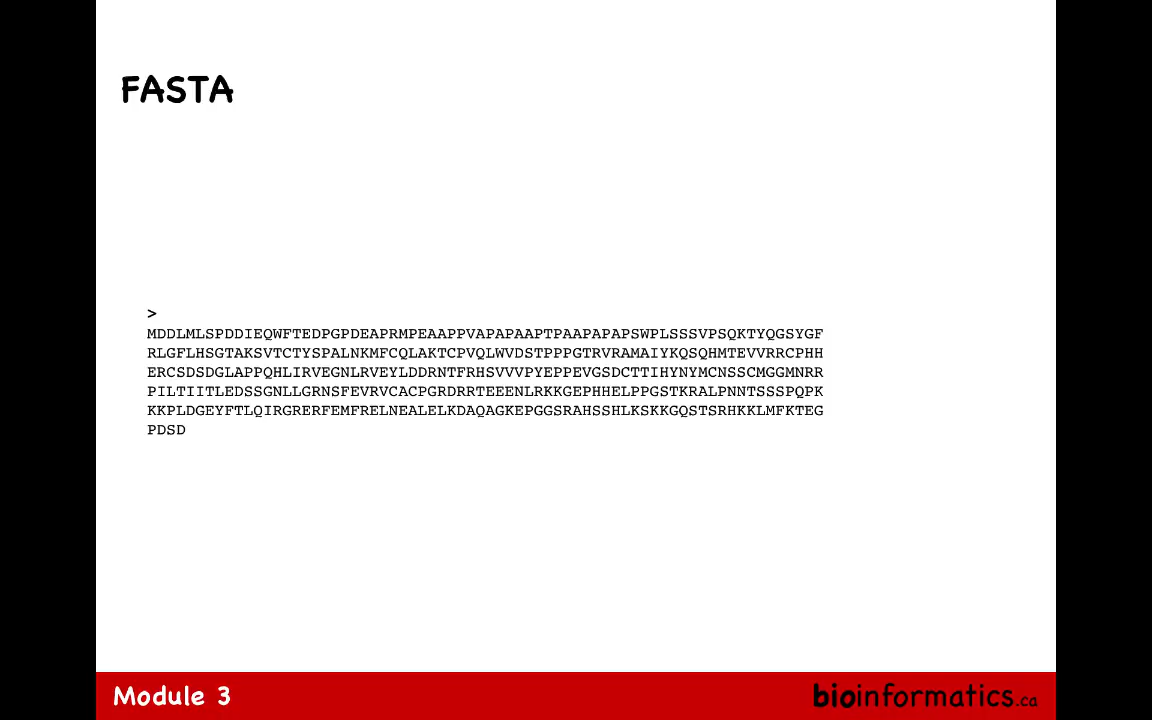 FASTA
>
MDDLMLSPDDIEQWFTEDPGPDEAPRMPEAAPPVAPAPAAPTPAAPAPAPSWPLSSSVPSQKTYQGSYGF
RLGFLHSGTAKSVTCTYSPALNKMFCQLAKTCPVQLWVDSTPPPGTRVRAMAIYKQSQHMTEVVRRCPHH
ERCSDSDGLAPPQHLIRVEGNLRVEYLDDRNTFRHSVVVPYEPPEVGSDCTTIHYNYMCNSSCMGGMNRR
PILTIITLEDSSGNLLGRNSFEVRVCACPGRDRRTEEENLRKKGEPHHELPPGSTKRALPNNTSSSPQPK
KKPLDGEYFTLQIRGRERFEMFRELNEALELKDAQAGKEPGGSRAHSSHLKSKKGQSTSRHKKLMFKTEG
PDSD
Module 3
bioinformatics.ca